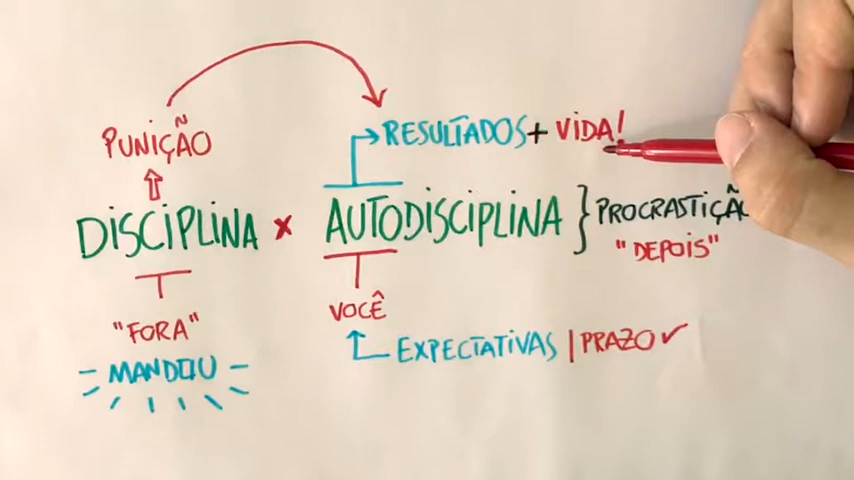 PUNIÇÃO
RESULTADOS + VIDA!
DISCIPLINA x AUTODISCIPLINA } PROCRASTIÇÃ
"DEPOIS"
VOCÊ
"FORA"
EXPECTATIVAS | PRAZO ✓
MANDOU